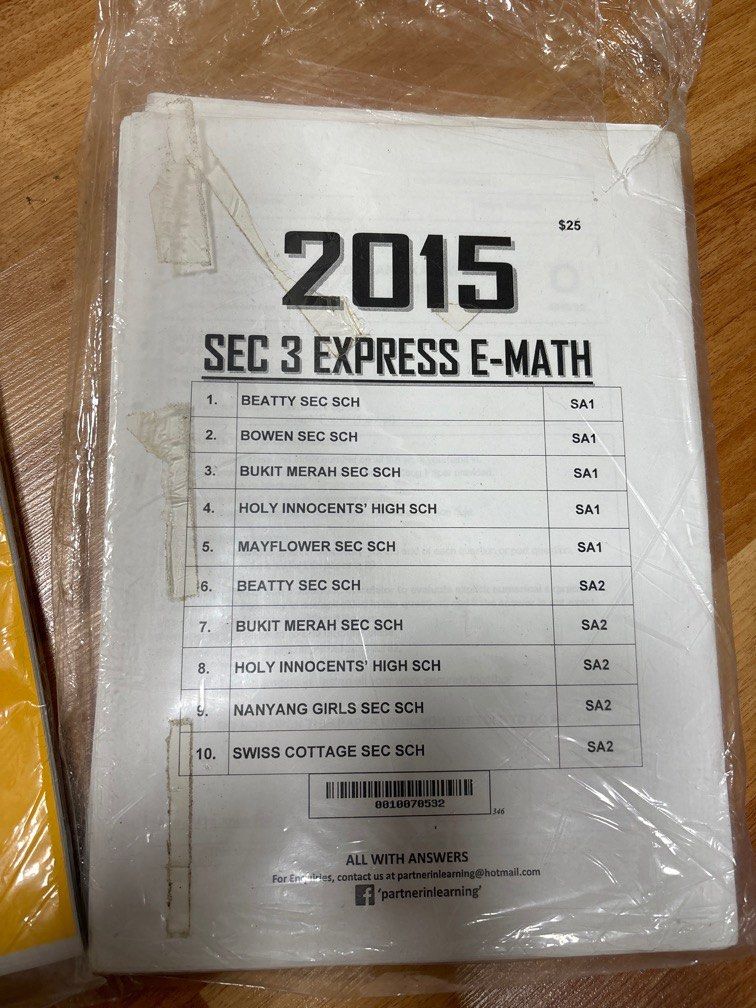 $25
2015
SEC 3 EXPRESS E-MATH
1. BEATTY SEC SCH SA1
2. BOWEN SEC SCH SA1
3. BUKIT MERAH SEC SCH SA1
4. HOLY INNOCENTS' HIGH SCH SA1
5. MAYFLOWER SEC SCH SA1
6. BEATTY SEC SCH SA2
7. BUKIT MERAH SEC SCH SA2
8. HOLY INNOCENTS' HIGH SCH SA2
9. NANYANG GIRLS SEC SCH SA2
10. SWISS COTTAGE SEC SCH SA2
0010070532
346
ALL WITH ANSWERS
For Enquiries, contact us at partnerinlearning@hotmail.com
f 'partnerinlearning'